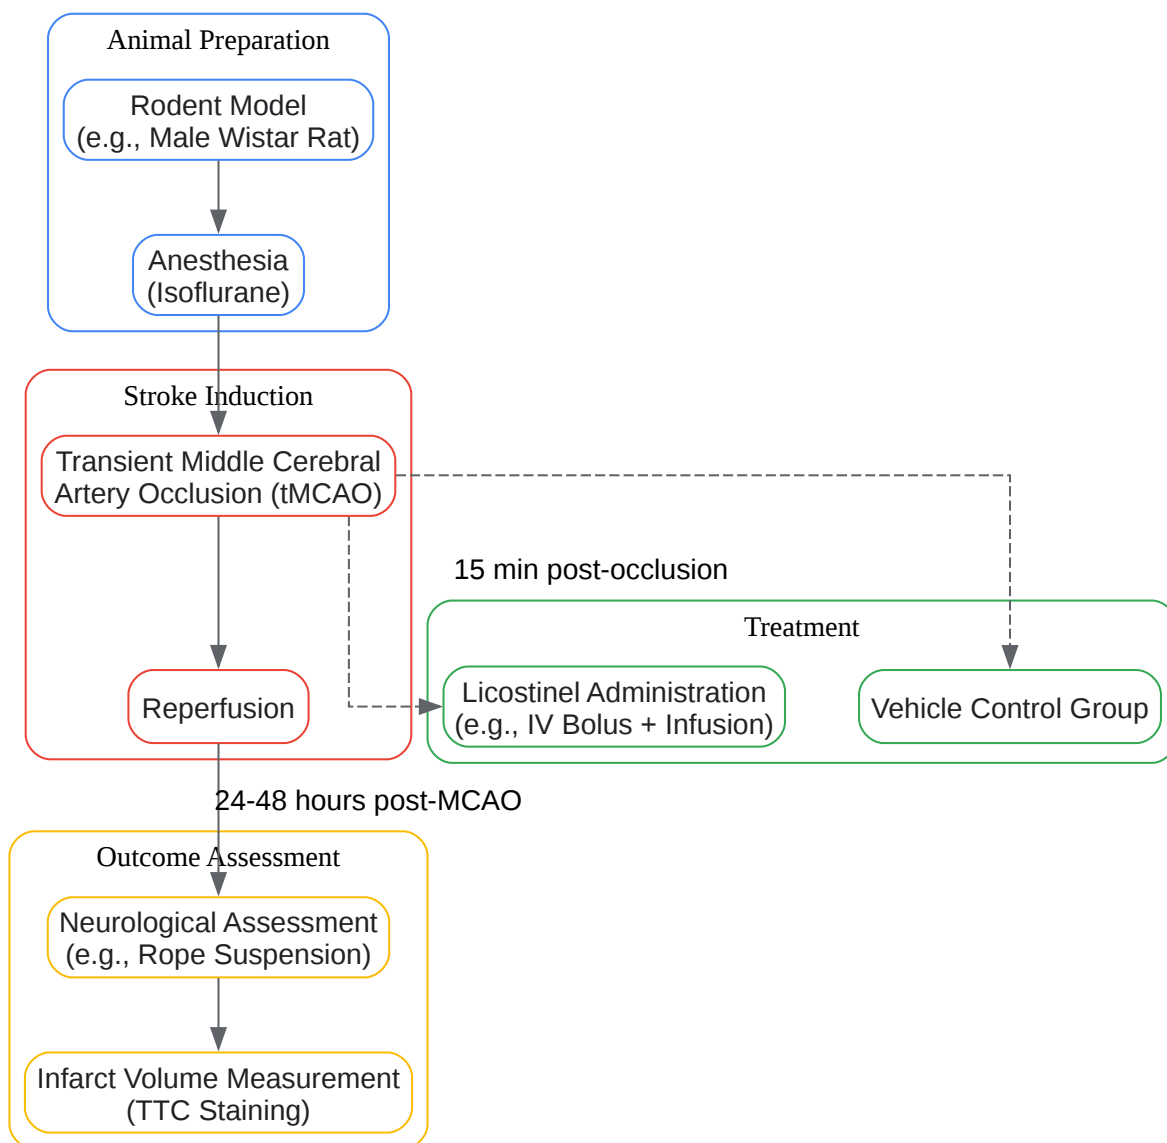 Animal Preparation
Rodent Model
(e.g., Male Wistar Rat)
Anesthesia
(Isoflurane)
Stroke Induction
Transient Middle Cerebral
Artery Occlusion (tMCAO)
15 min post-occlusion
Treatment
Licostinel Administration
(e.g., IV Bolus + Infusion)
Vehicle Control Group
Reperfusion
24-48 hours post-MCAO
Outcome Assessment
Neurological Assessment
(e.g., Rope Suspension)
Infarct Volume Measurement
(TTC Staining)